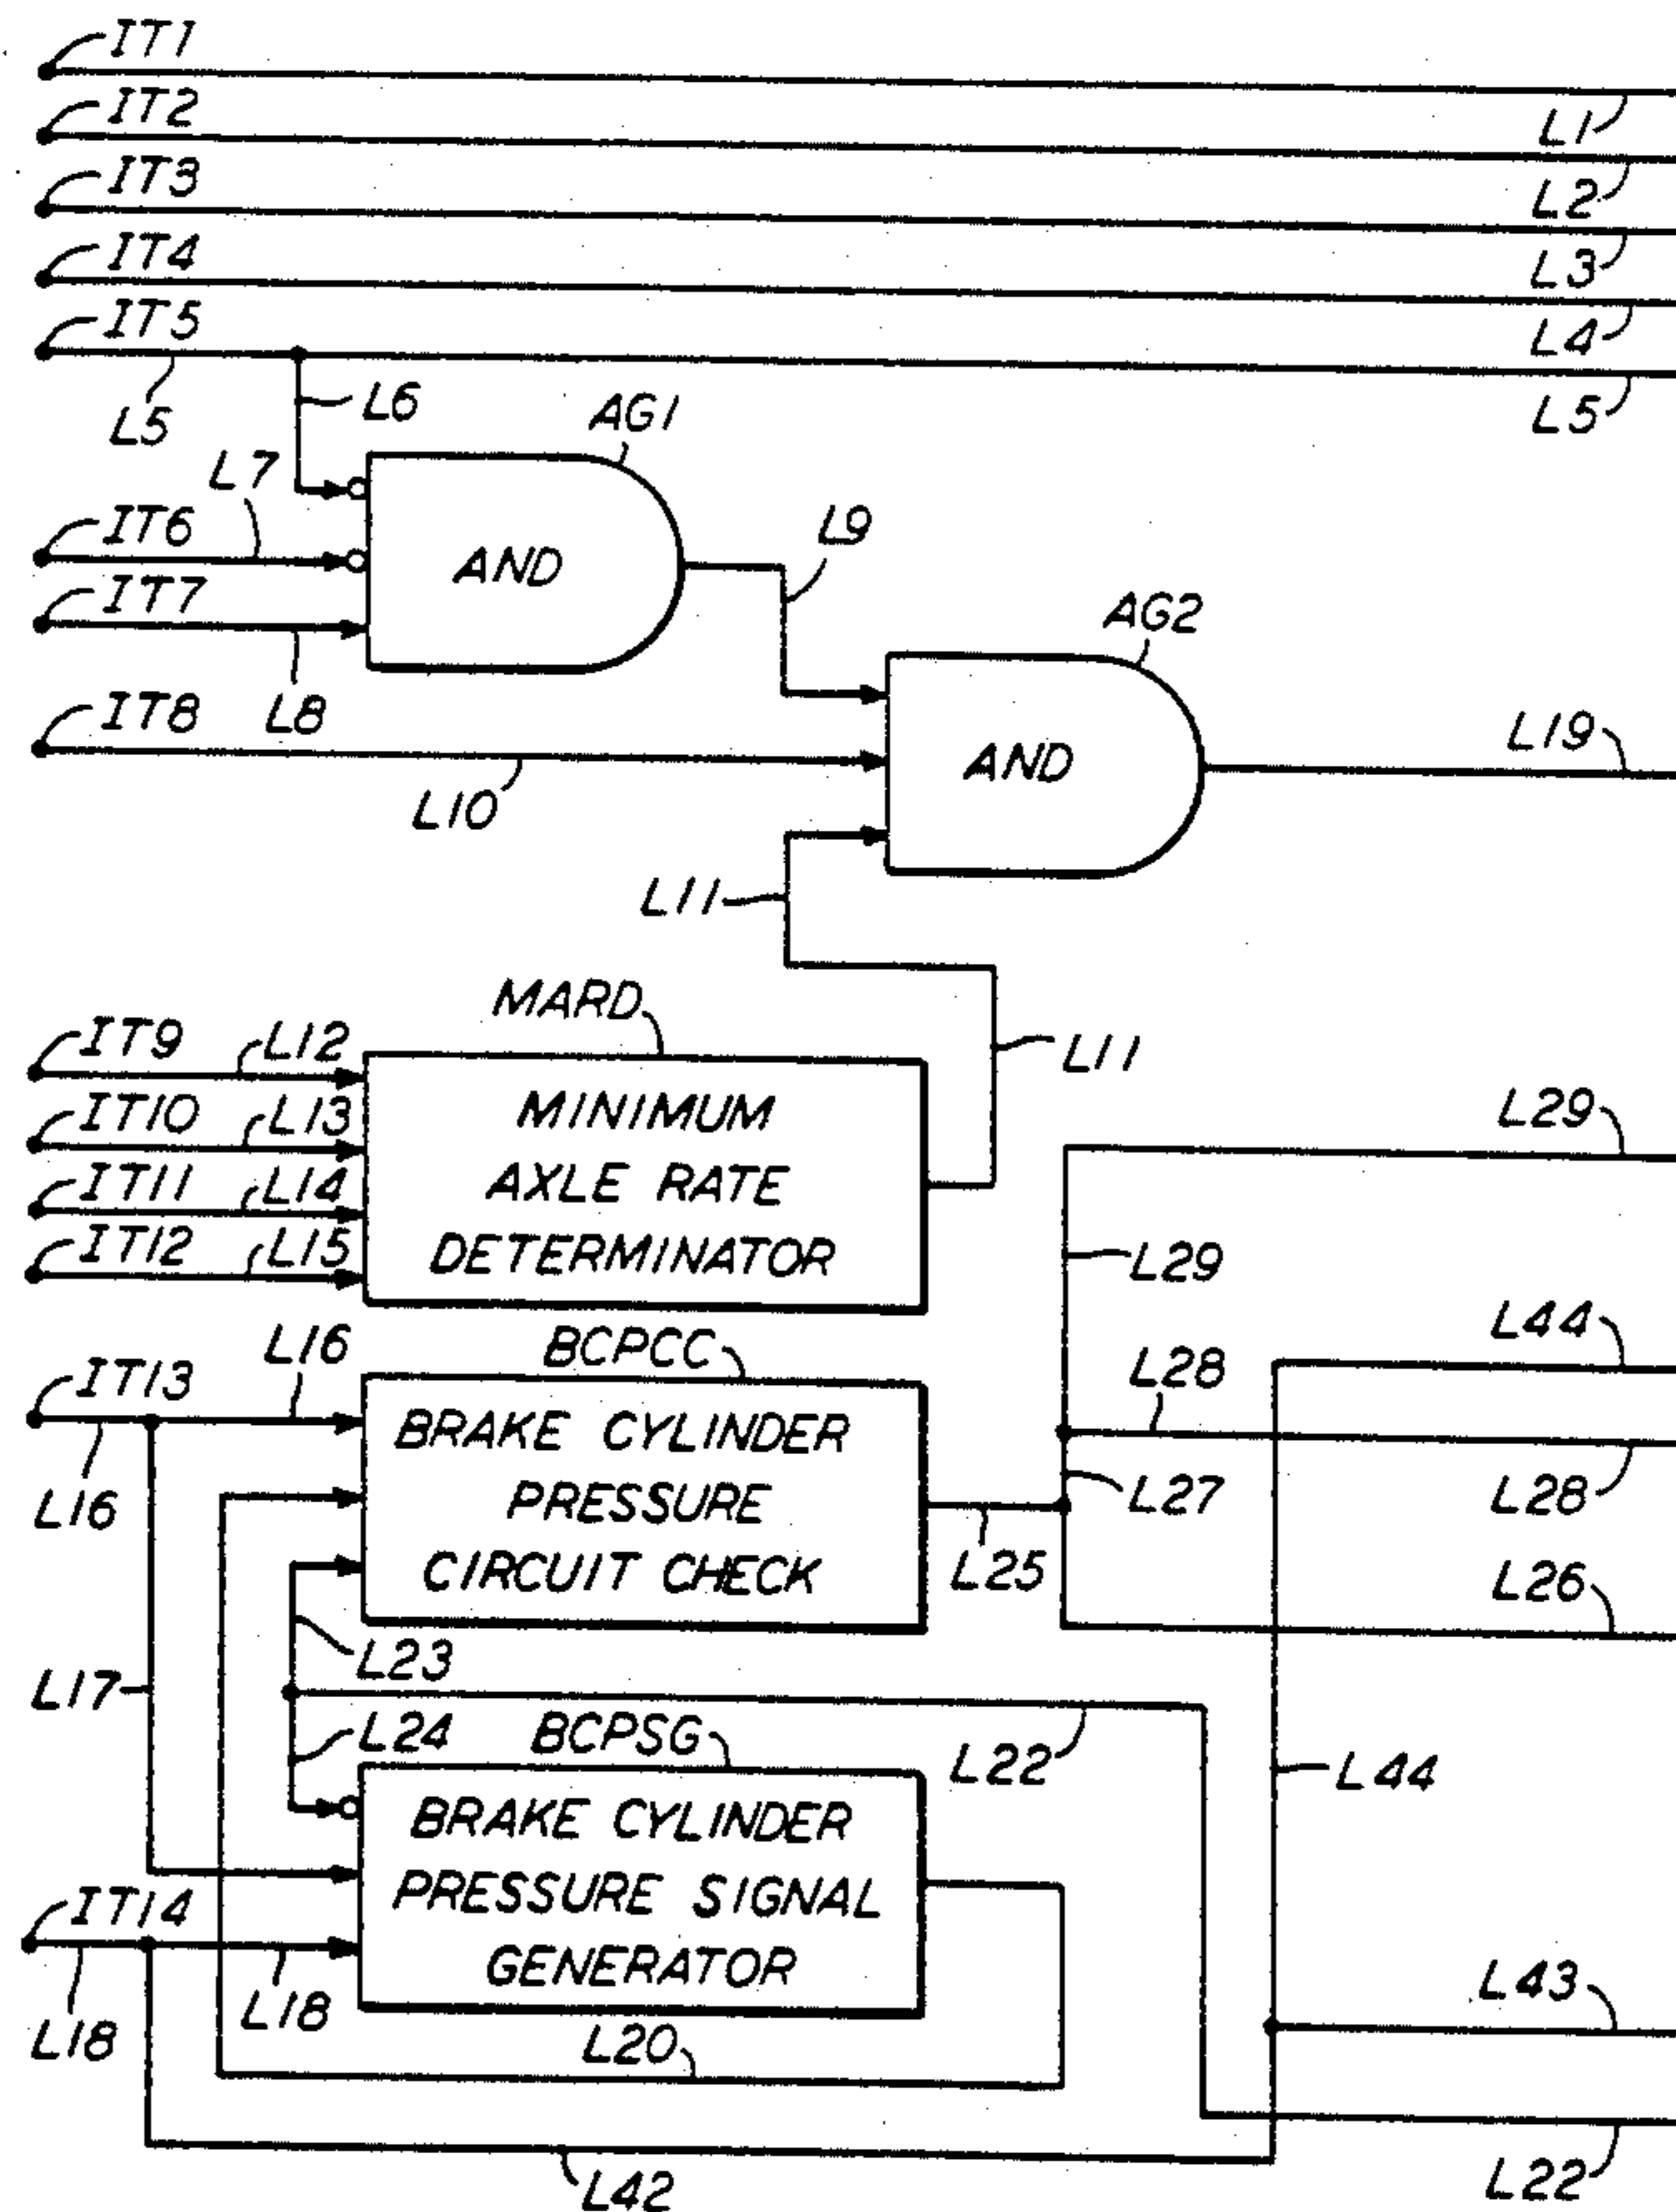 IT1
L1
IT2
L2
IT3
L3
IT4
L4
IT5
L5
L5
L6
AG1
L7
IT6
AND
L9
IT7
AG2
L8
IT8
L10
AND
L19
L11
MARD
IT9
L12
L11
IT10
L13
MINIMUM
L29
IT11
L14
AXLE RATE
IT12
L15
DETERMINATOR
L29
L16
BCPCC
L44
IT13
L28
BRAKE CYLINDER
L16
PRESSURE
L27
L28
CIRCUIT CHECK
L25
L26
L23
L17
L24
BCPSG
L22
L44
BRAKE CYLINDER
PRESSURE SIGNAL
IT14
GENERATOR
L43
L18
L18
L20
L22
L42